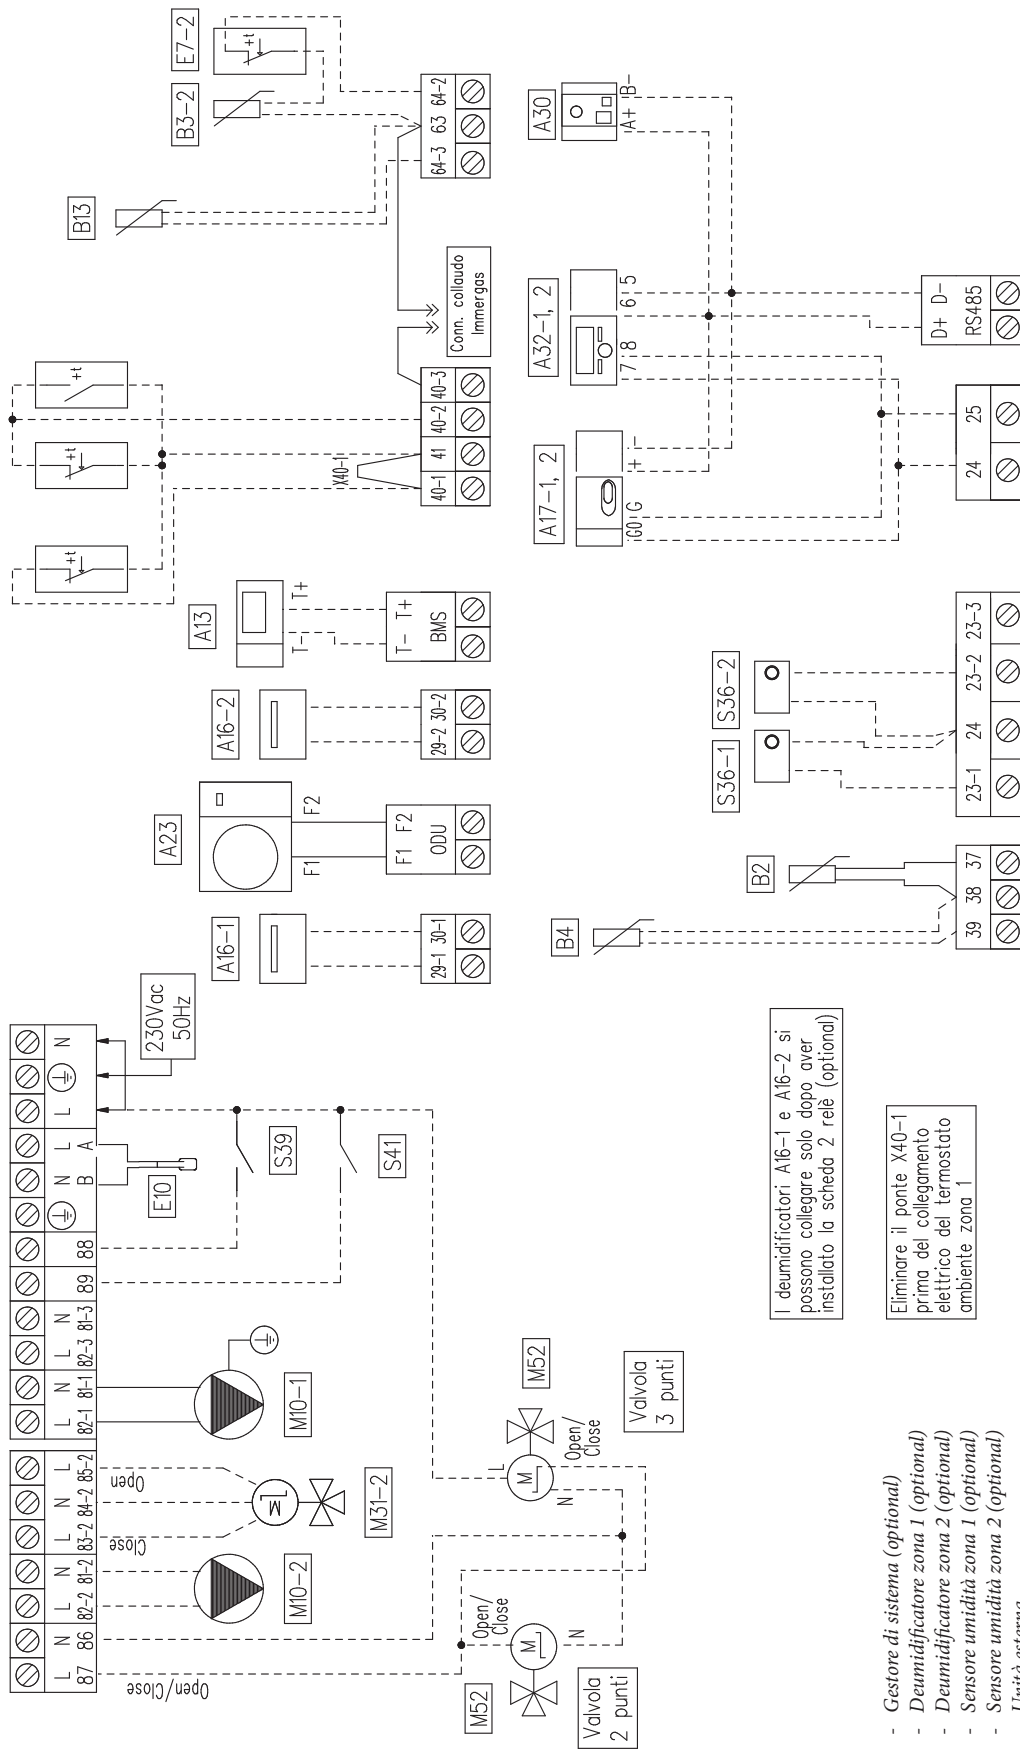 L N L N L N L
87 86 82-2 81-2 83-2 84-2 85-2
L N L N N L L N
82-1 81-1 82-3 81-3 89 88 B A
230Vac
50Hz
Open/Close
Close
Open
M10-2
M
M31-2
M10-1
E10
S39
S41
M52
Valvola
2 punti
Open/
Close
M
N
M52
Valvola
3 punti
Open/
Close
M
L
N
A16-1
29-1 30-1
A23
F1 F2
F1 F2
ODU
A16-2
29-2 30-2
A13
T- T+
T- T+
BMS
+t
+t
+t
X40-1
40-1 41 40-2 40-3
Conn. collaudo
Immergas
B13
B3-2
E7-2
+t
64-3 63 64-2
B4
B2
39 38 37
S36-1
S36-2
23-1 24 23-2 23-3
A17-1, 2
G0 G
+ -
A32-1, 2
7 8 6 5
A30
A+ B-
24 25
D+ D-
RS485
I deumidificatori A16-1 e A16-2 si
possono collegare solo dopo aver
installato la scheda 2 relè (optional)
Eliminare il ponte X40-1
prima del collegamento
elettrico del termostato
ambiente zona 1
- Gestore di sistema (optional)
- Deumidificatore zona 1 (optional)
- Deumidificatore zona 2 (optional)
- Sensore umidità zona 1 (optional)
- Sensore umidità zona 2 (optional)
- Unità esterna